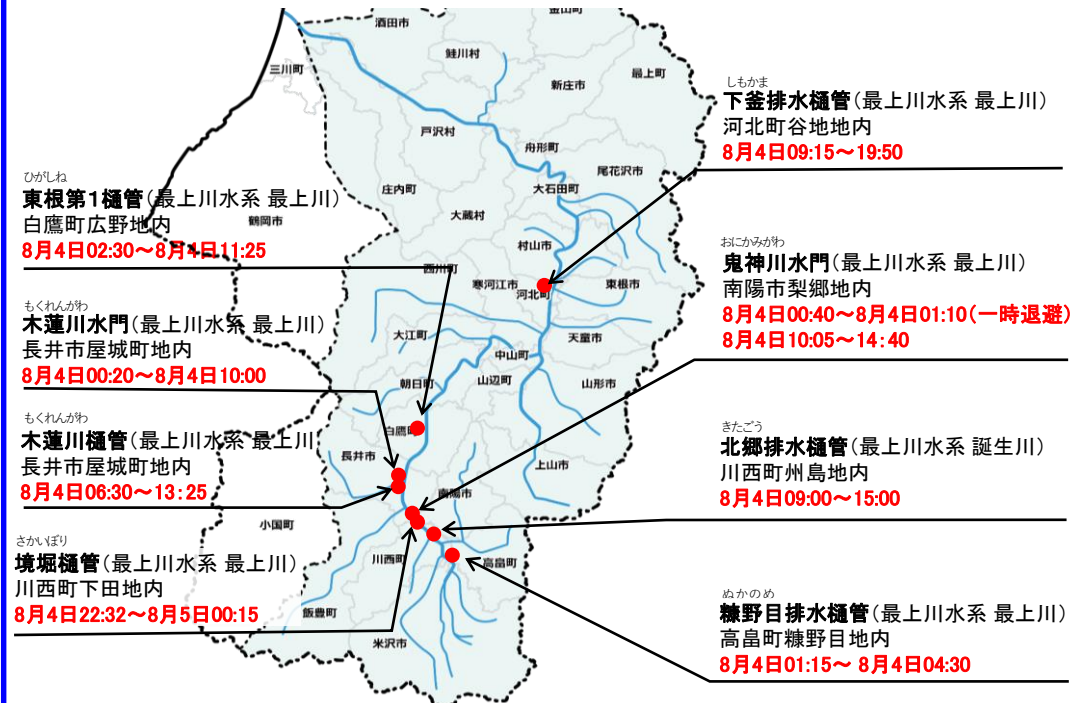 酒田市
金山町
鮭川村
三川町
新庄市
最上町
戸沢村
舟形町
尾花沢市
庄内町
大石田町
大蔵村
鶴岡市
村山市
西川町
寒河江市
河北町
東根市
大江町
天童市
中山町
朝日町
山辺町
山形市
白鷹町
長井市
上山市
南陽市
小国町
川西町
高畠町
飯豊町
米沢市
ひがしね
東根第1樋管(最上川水系 最上川)
白鷹町広野地内
8月4日02:30~8月4日11:25
もくれんがわ
木蓮川水門(最上川水系 最上川)
長井市屋城町地内
8月4日00:20~8月4日10:00
もくれんがわ
木蓮川樋管(最上川水系 最上川
長井市屋城町地内
8月4日06:30~13:25
さかいぼり
境堀樋管(最上川水系 最上川)
川西町下田地内
8月4日22:32~8月5日00:15
しもかま
下釜排水樋管(最上川水系 最上川)
河北町谷地地内
8月4日09:15~19:50
おにかみがわ
鬼神川水門(最上川水系 最上川)
南陽市梨郷地内
8月4日00:40~8月4日01:10(一時退避)
8月4日10:05~14:40
きたごう
北郷排水樋管(最上川水系 誕生川)
川西町州島地内
8月4日09:00~15:00
ぬかのめ
糠野目排水樋管(最上川水系 最上川)
高畠町糠野目地内
8月4日01:15~ 8月4日04:30